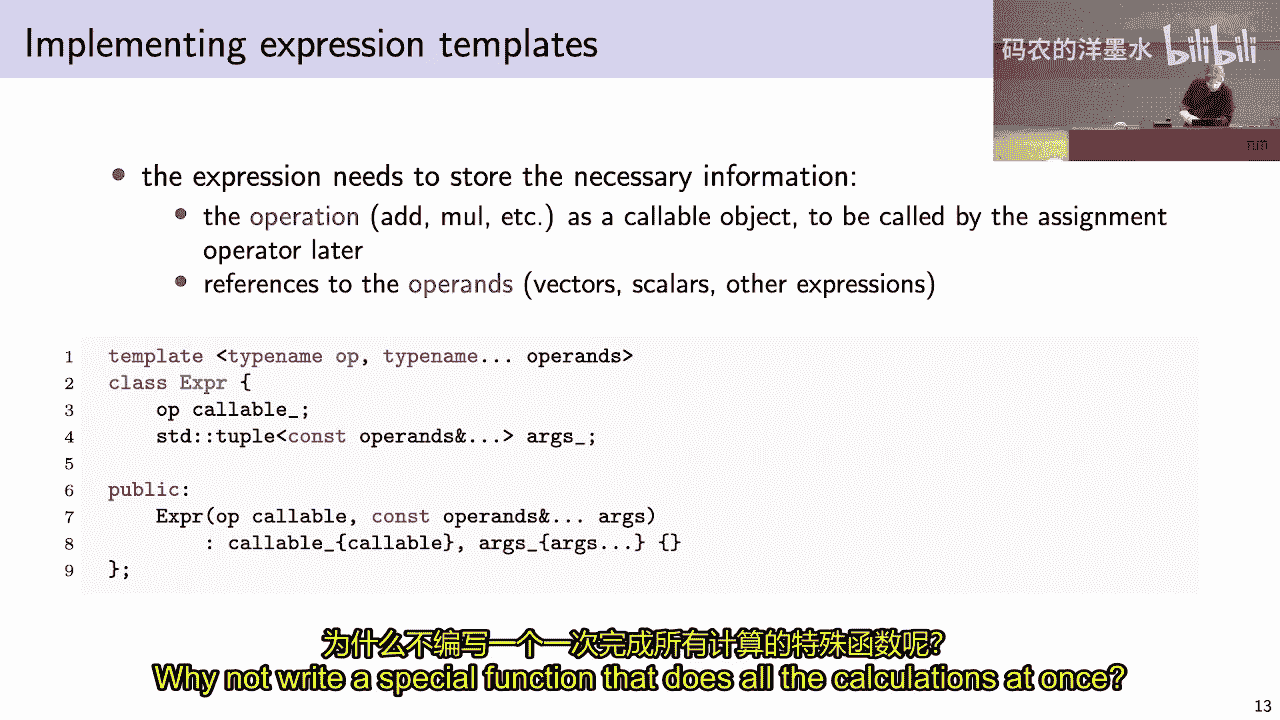 Implementing expression templates
码农的洋墨水 bilibili
• the expression needs to store the necessary information:
• the operation (add, mul, etc.) as a callable object, to be called by the assignment
operator later
• references to the operands (vectors, scalars, other expressions)
1 template <typename op, typename... operands>
2 class Expr {
3 op callable_;
4 std::tuple<const operands&...> args_;
5
6 public:
7 Expr(op callable, const operands&... args)
8 : callable_{callable}, args_{args...} {}
9 };
为什么不编写一个一次完成所有计算的特殊函数呢?
Why not write a special function that does all the calculations at once?
13